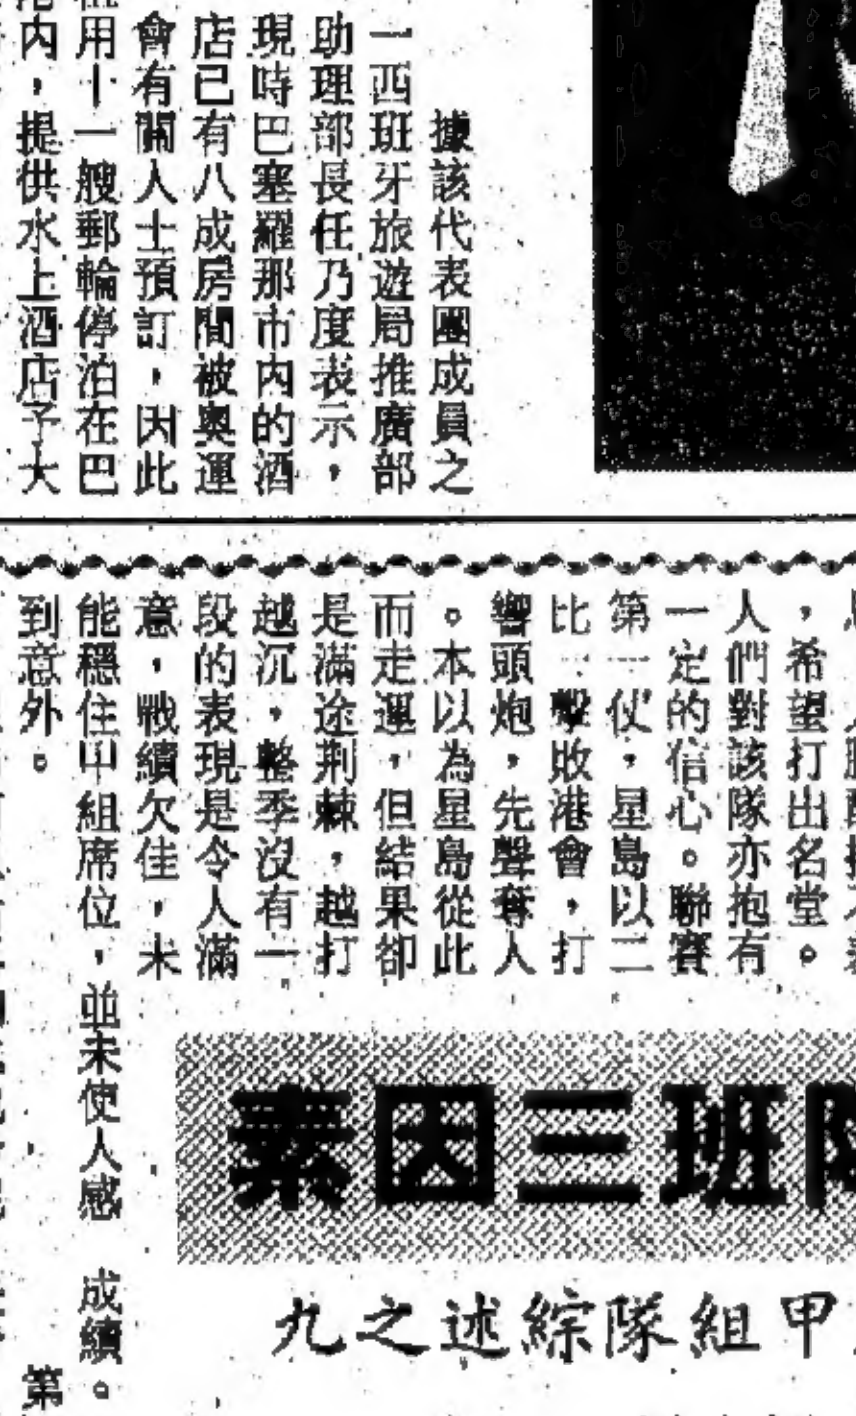 據該代表團成員之
一西班牙旅遊局推廣部
助理部長任乃度表示，
現時巴塞羅那市內的酒
店已有八成房間被奧運
會有關人士預訂，因此
用十一艘郵輪停泊在巴
內，提供水上酒店予大
，希望打出名堂。
人們對該隊亦抱有
一定的信心。聯賽
第一仗，星島以二
比一擊敗港會，打
響頭炮，先聲奪人
。本以為星島從此
而走運，但結果卻
是滿途荆棘，越打
越沉，整季沒有一
段的表現是令人滿
意，戰績欠佳，未
能穩住甲組席位，並未使人感
到意外。
成績。
第
班三因素
甲組隊綜述之九